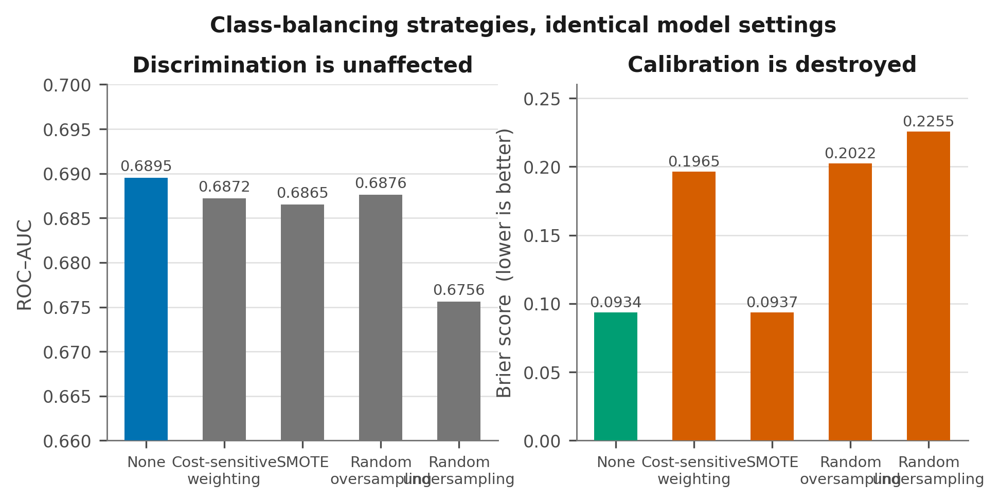 Class-balancing strategies, identical model settings
Discrimination is unaffected
0.700
0.695
0.690
0.685
0.680
0.675
0.670
0.665
0.660
ROC–AUC
0.6895
0.6872
0.6865
0.6876
0.6756
None
Cost-sensitive
weighting
SMOTE
Random
oversampling
Random
undersampling
Calibration is destroyed
0.25
0.20
0.15
0.10
0.05
0.00
Brier score (lower is better)
0.0934
0.1965
0.0937
0.2022
0.2255
None
Cost-sensitive
weighting
SMOTE
Random
oversampling
Random
undersampling